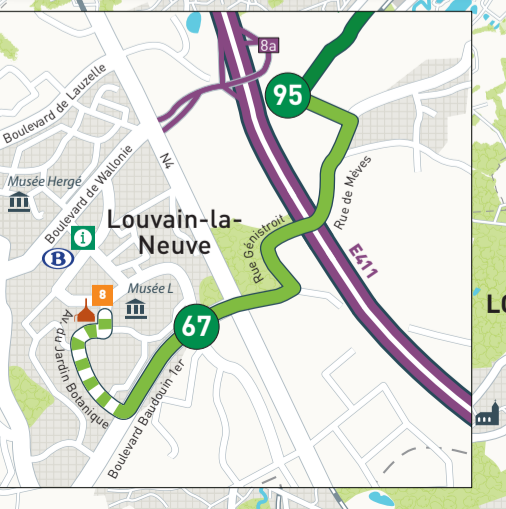 8a
95
Boulevard de Lauzelle
N4
Boulevard de Wallonie
Musée Hergé
Rue de Mèves
Louvain-la-
Neuve
Rue Génistroit
i
B
E411
8
Musée L
LO
67
Av. du Jardin Botanique
Boulevard Baudouin 1er